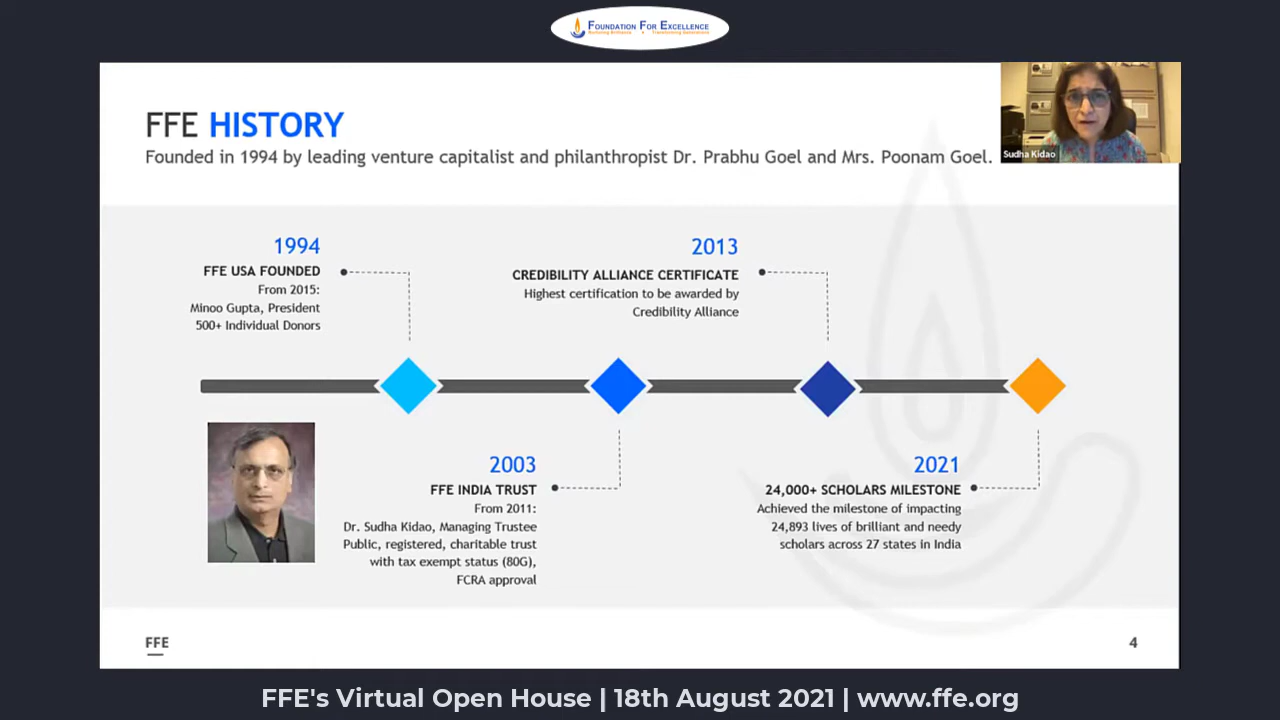 FOUNDATION FOR EXCELLENCE
Nurturing Brilliance • Transforming Generations
FFE HISTORY
Founded in 1994 by leading venture capitalist and philanthropist Dr. Prabhu Goel and Mrs. Poonam Goel.
Sudha Kidao
1994
FFE USA FOUNDED
From 2015:
Minoo Gupta, President
500+ Individual Donors
2013
CREDIBILITY ALLIANCE CERTIFICATE
Highest certification to be awarded by
Credibility Alliance
2003
FFE INDIA TRUST
From 2011:
Dr. Sudha Kidao, Managing Trustee
Public, registered, charitable trust
with tax exempt status (80G),
FCRA approval
2021
24,000+ SCHOLARS MILESTONE
Achieved the milestone of impacting
24,893 lives of brilliant and needy
scholars across 27 states in India
FFE
4
FFE's Virtual Open House | 18th August 2021 | www.ffe.org